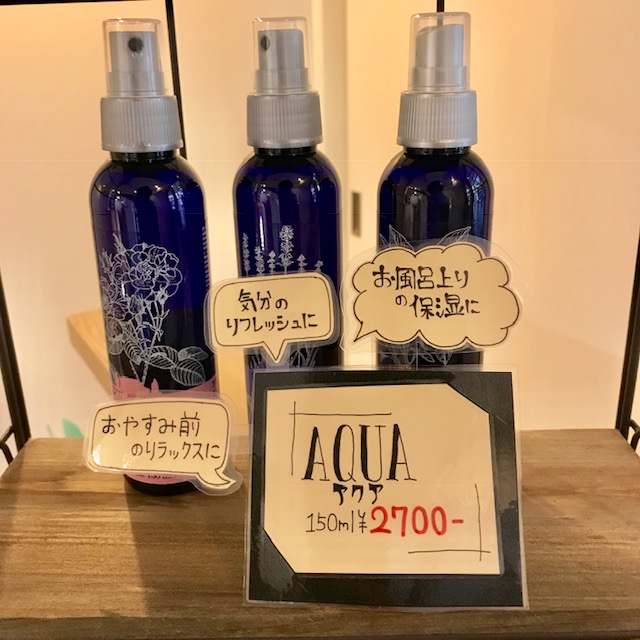 お風呂上り
の保湿に
気分の
リフレッシュに
おやすみ前
のリラックスに
AQUA
アクア
150ml¥2700-